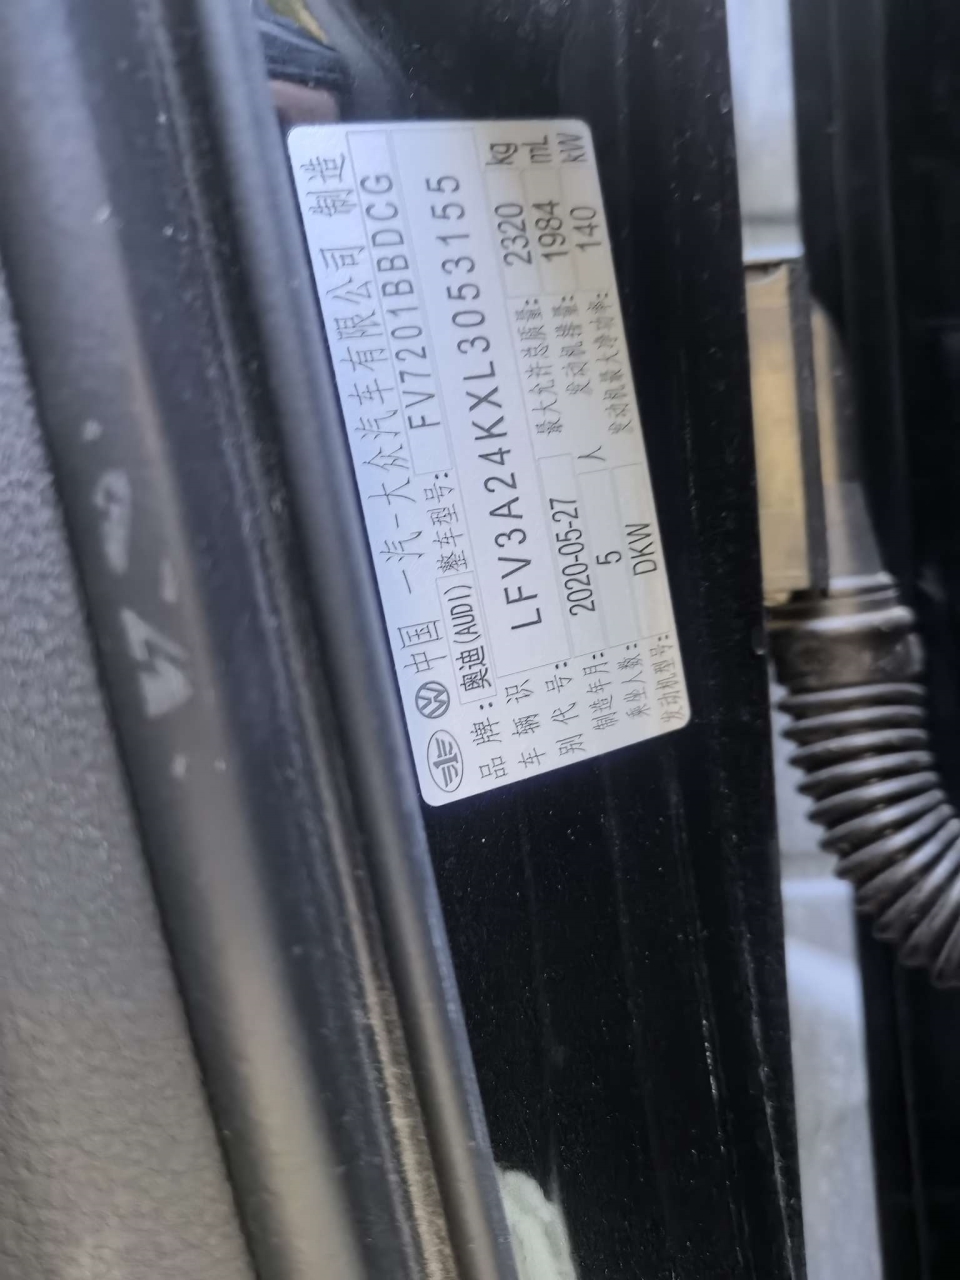 中国 一汽-大众汽车有限公司 制造
品牌：奥迪(AUDI) 整车型号： FV7201BBDCG
车辆识别代号： LFV3A24KXL3053155
制造年月： 2020-05-27 最大允许总质量： 2320 kg
乘坐人数： 5 人 发动机排量： 1984 mL
发动机型号： DKW 发动机最大净功率： 140 kW